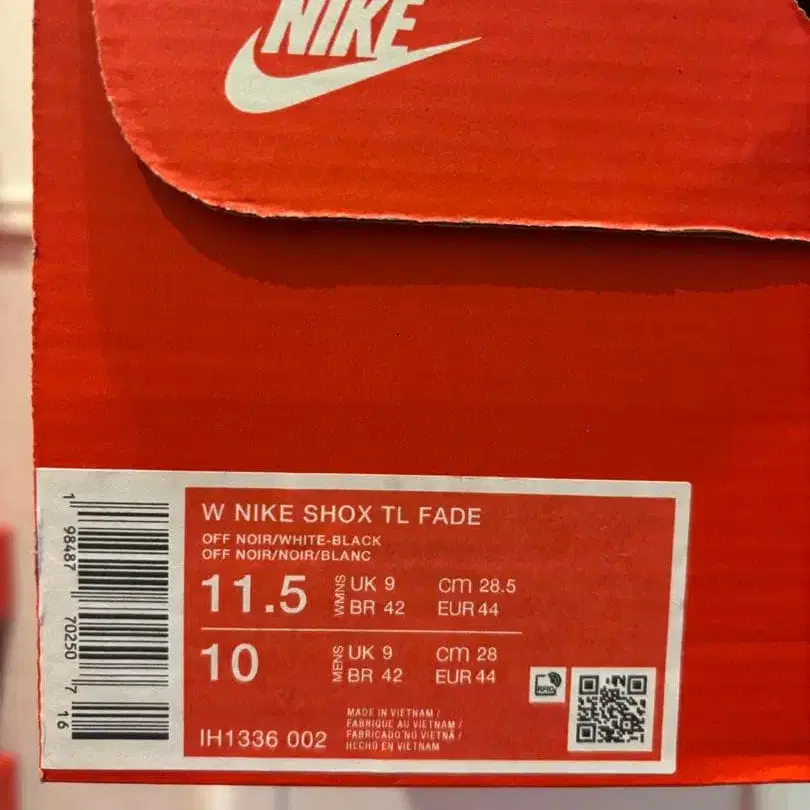 NIKE
W NIKE SHOX TL FADE
OFF NOIR/WHITE-BLACK
OFF NOIR/NOIR/BLANC
11.5 WMNS UK 9 cm 28.5
BR 42 EUR 44
10 MENS UK 9 cm 28
BR 42 EUR 44
IH1336 002
MADE IN VIETNAM /
FABRIQUE AU VIETNAM /
FABRICADO NO VIETNÃ /
HECHO EN VIETNAM
RFID
1 98487 70250 7 16